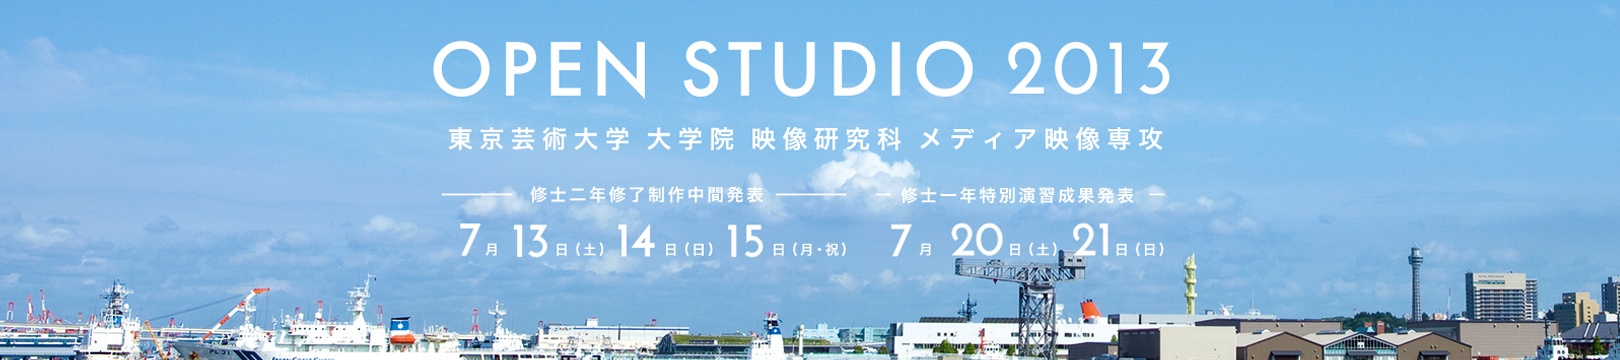 OPEN STUDIO 2013
東京芸術大学 大学院 映像研究科 メディア映像専攻
修士二年修了制作中間発表
7月 13日(土) 14日(日) 15日(月・祝)
修士一年特別演習成果発表
7月 20日(土) 21日(日)